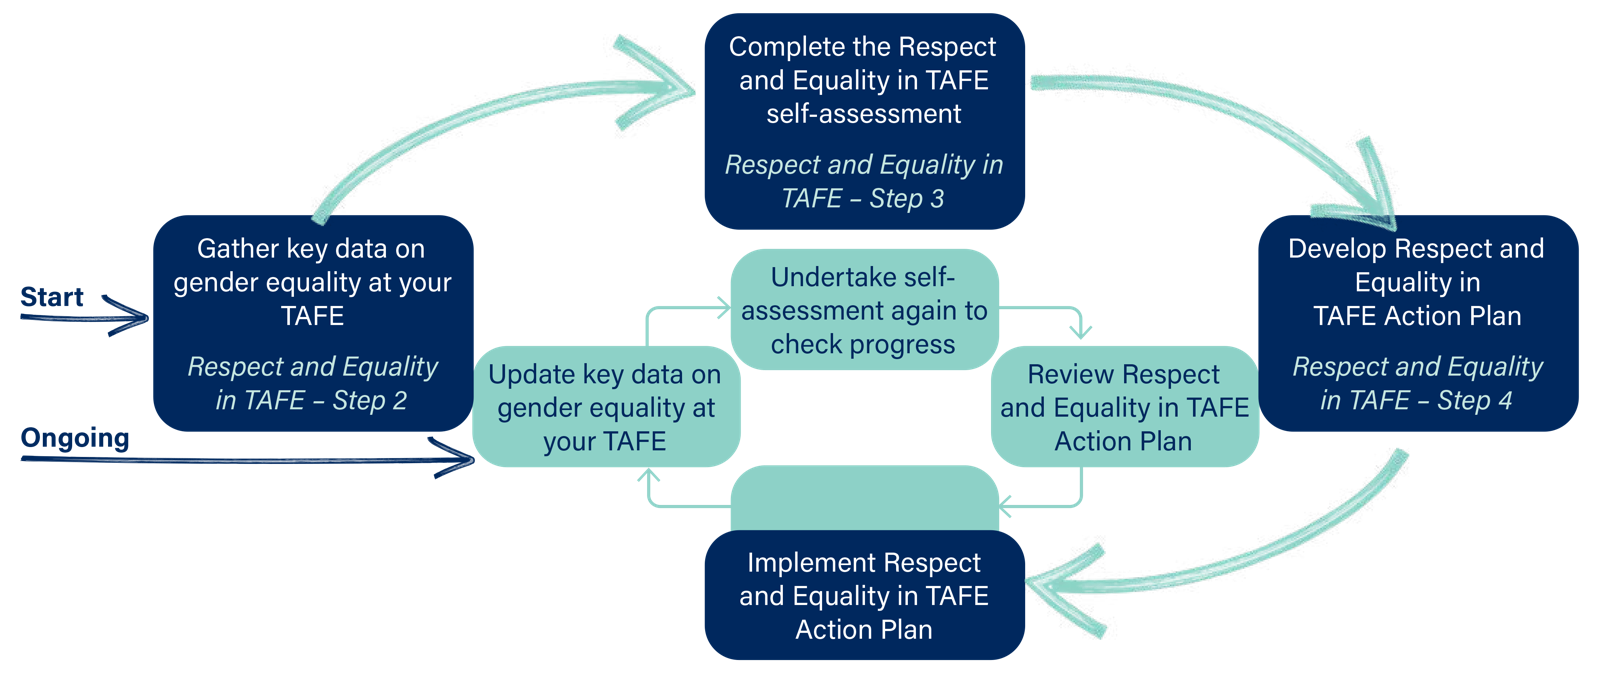 Complete the Respect
and Equality in TAFE
self-assessment
Respect and Equality in
TAFE – Step 3
Start
Gather key data on
gender equality at your
TAFE
Respect and Equality
in TAFE – Step 2
Develop Respect and
Equality in
TAFE Action Plan
Respect and Equality
in TAFE – Step 4
Ongoing
Update key data on
gender equality at
your TAFE
Undertake self-
assessment again to
check progress
Review Respect
and Equality in TAFE
Action Plan
Implement Respect
and Equality in TAFE
Action Plan